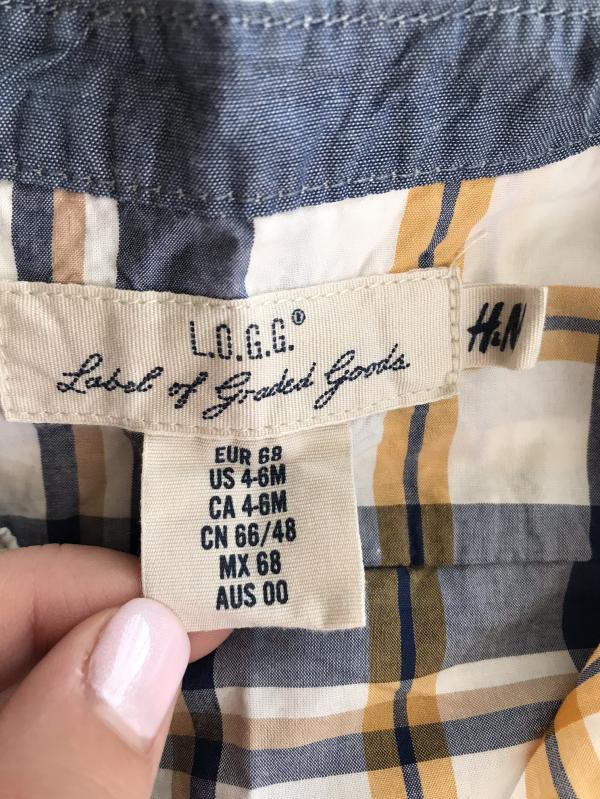 L.O.G.G.®
Label of Graded Goods
H&M
EUR 68
US 4-6M
CA 4-6M
CN 66/48
MX 68
AUS 00